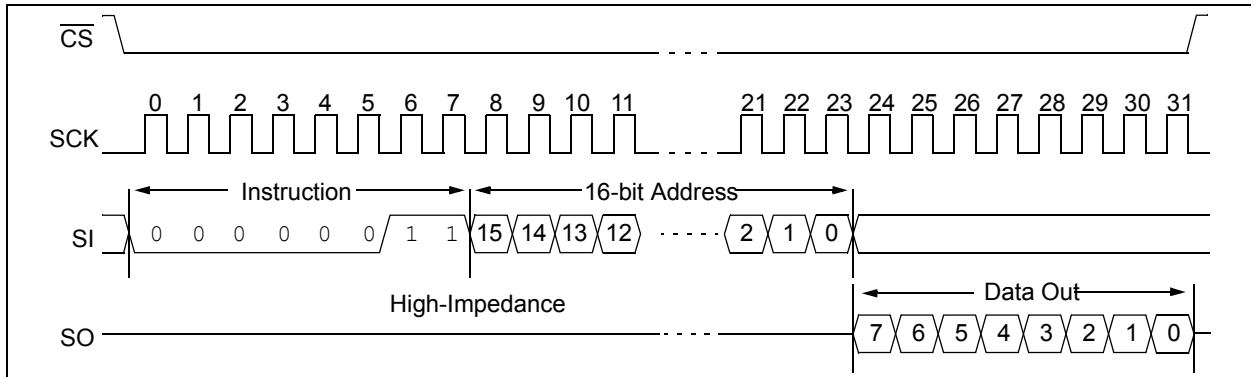 CS
0 1 2 3 4 5 6 7 8 9 10 11 21 22 23 24 25 26 27 28 29 30 31
SCK
Instruction 16-bit Address
SI 0 0 0 0 0 0 1 1 15 14 13 12 2 1 0
High-Impedance Data Out
SO 7 6 5 4 3 2 1 0